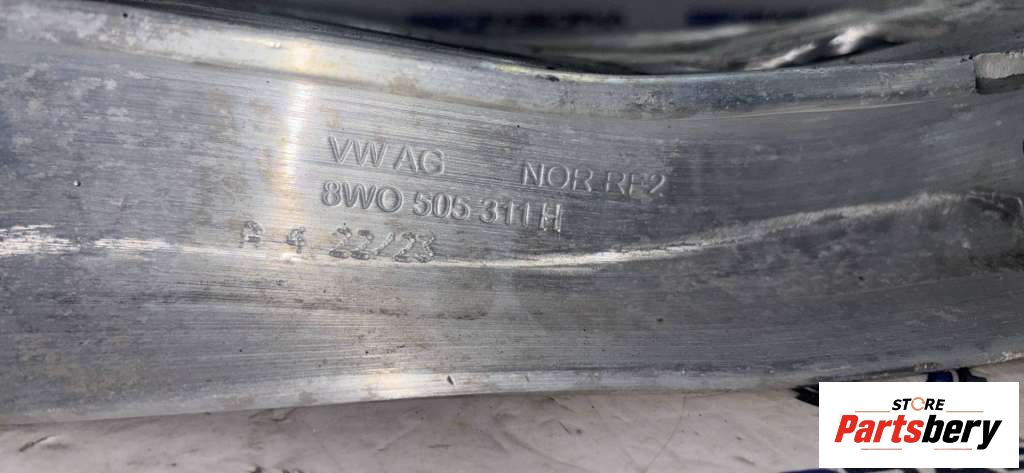 VW AG NOR RF2
8W0 505 311 H
22/23
STORE
Partsbery